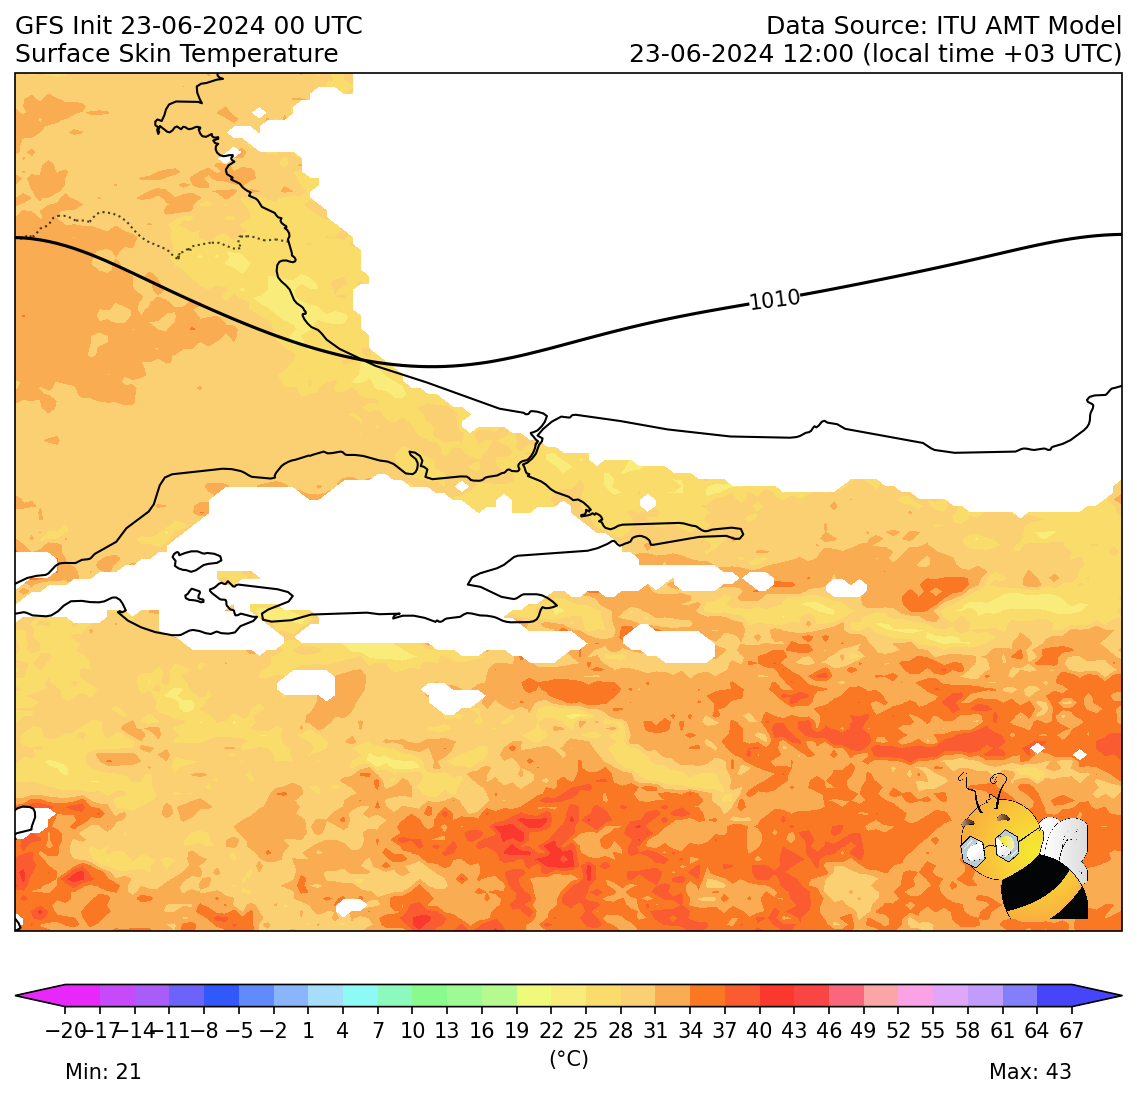 GFS Init 23-06-2024 00 UTC
Data Source: ITU AMT Model
Surface Skin Temperature
23-06-2024 12:00 (local time +03 UTC)
1010
−20 −17 −14 −11 −8 −5 −2 1 4 7 10 13 16 19 22 25 28 31 34 37 40 43 46 49 52 55 58 61 64 67
(°C)
Min: 21
Max: 43